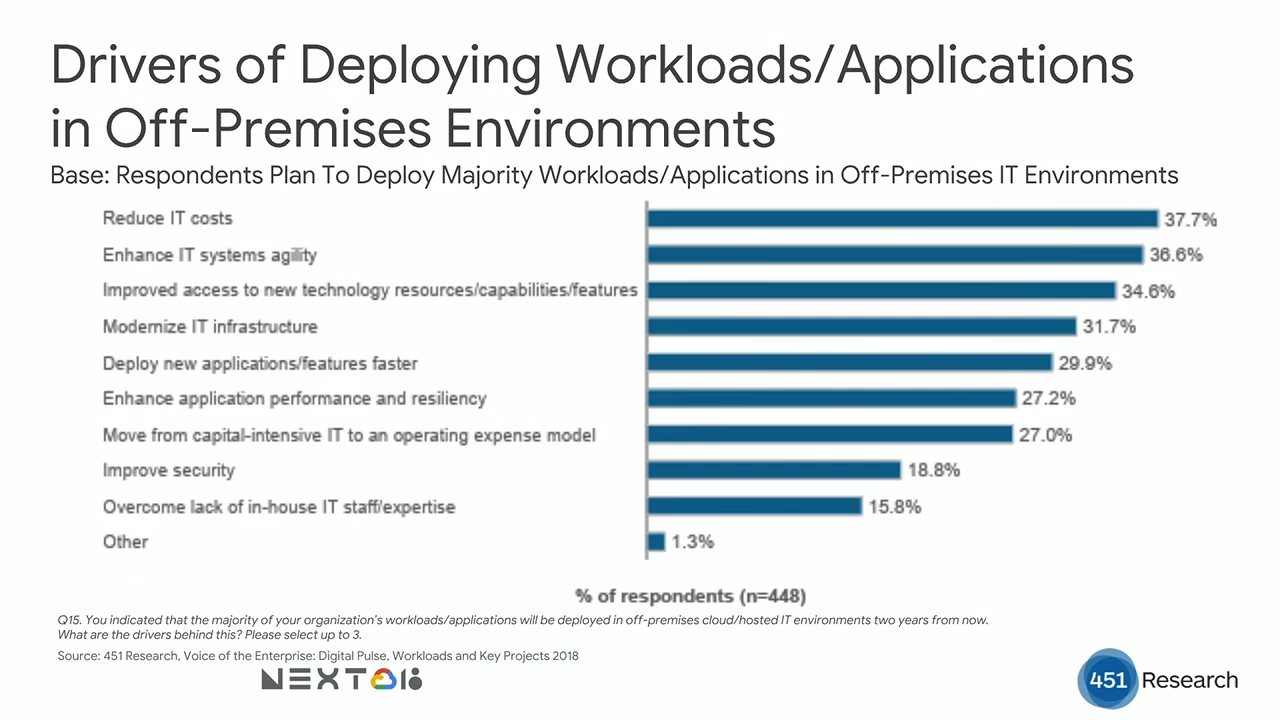 Drivers of Deploying Workloads/Applications
in Off-Premises Environments
Base: Respondents Plan To Deploy Majority Workloads/Applications in Off-Premises IT Environments
Reduce IT costs 37.7%
Enhance IT systems agility 36.6%
Improved access to new technology resources/capabilities/features 34.6%
Modernize IT infrastructure 31.7%
Deploy new applications/features faster 29.9%
Enhance application performance and resiliency 27.2%
Move from capital-intensive IT to an operating expense model 27.0%
Improve security 18.8%
Overcome lack of in-house IT staff/expertise 15.8%
Other 1.3%
% of respondents (n=448)
Q15. You indicated that the majority of your organization's workloads/applications will be deployed in off-premises cloud/hosted IT environments two years from now.
What are the drivers behind this? Please select up to 3.
Source: 451 Research, Voice of the Enterprise: Digital Pulse, Workloads and Key Projects 2018
NEXT 18
451 Research